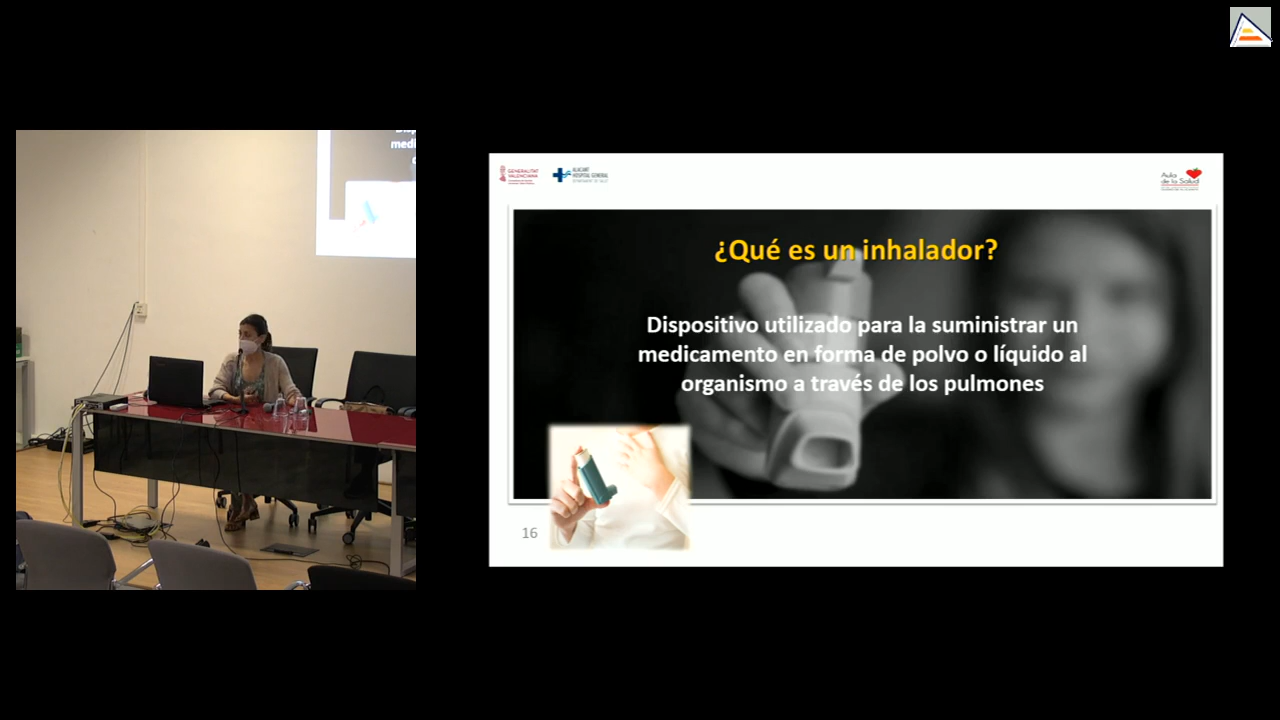 GENERALITAT
VALENCIANA
ALACANT
HOSPITAL GENERAL
Aula
de la Salud
¿Qué es un inhalador?
Dispositivo utilizado para la suministrar un
medicamento en forma de polvo o líquido al
organismo a través de los pulmones
16
medi